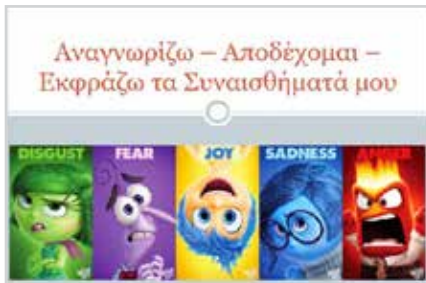 Αναγνωρίζω – Αποδέχομαι –
Εκφράζω τα Συναισθήματά μου
DISGUST FEAR JOY SADNESS ANGER